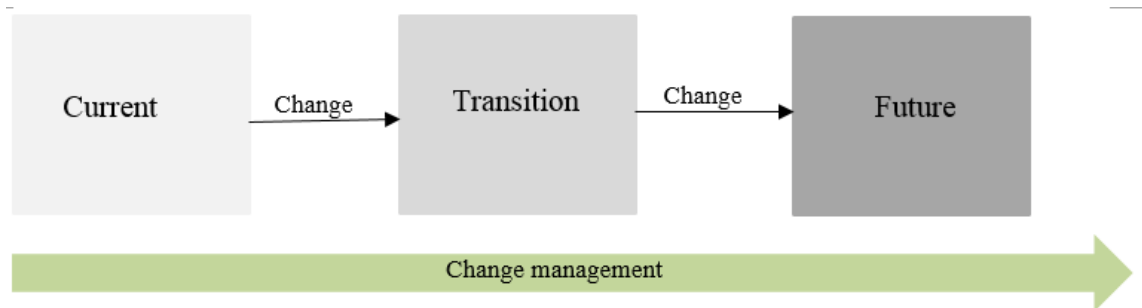 Current
Change
Transition
Change
Future
Change management